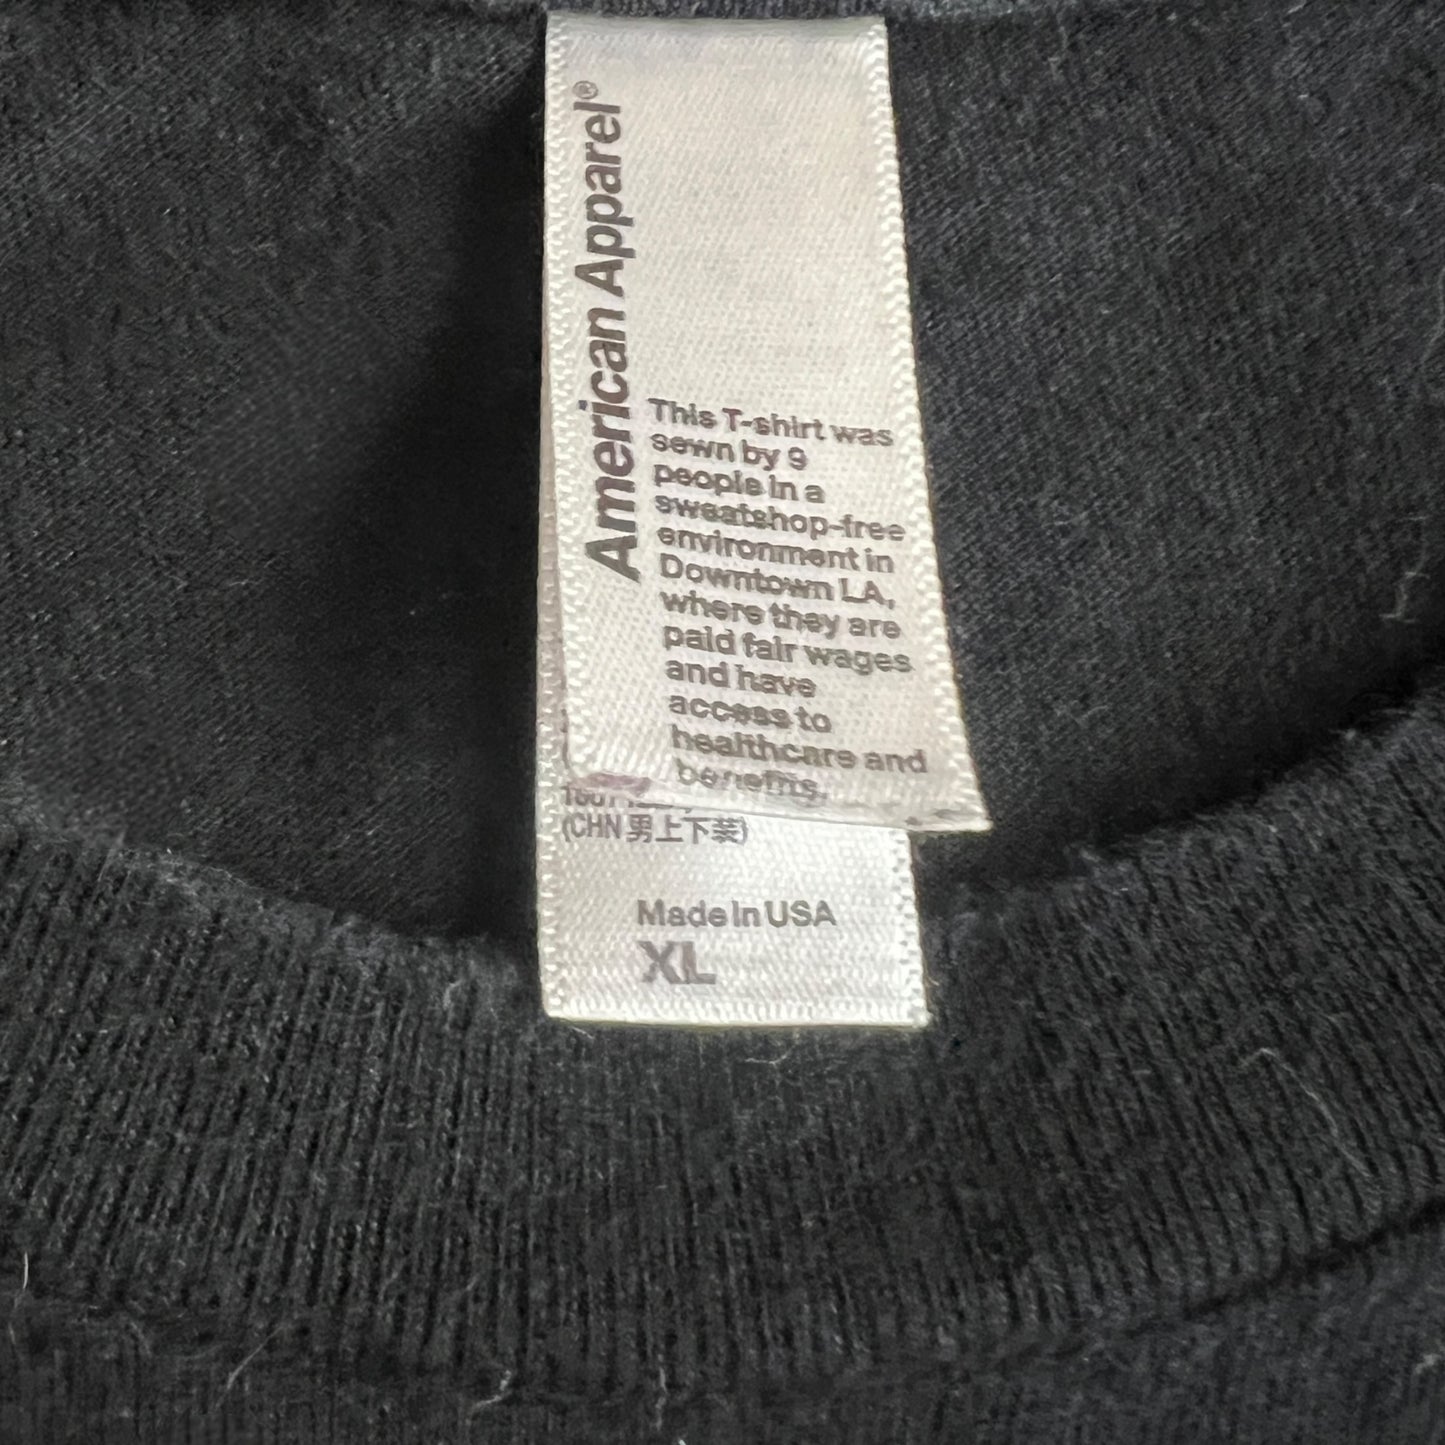 American Apparel®
This T-shirt was
sewn by 9
people in a
sweatshop-free
environment in
Downtown LA,
where they are
paid fair wages
and have
access to
healthcare and
benefits.
(CHN 男上下装)
Made In USA
XL